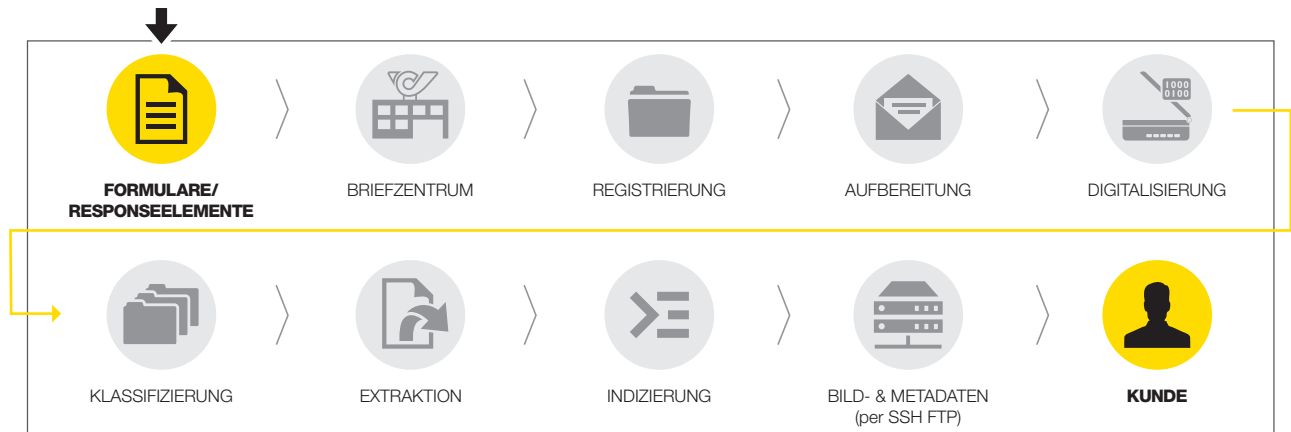 1000
0100
FORMULARE/
RESPONSEELEMENTE
BRIEFZENTRUM
REGISTRIERUNG
AUFBEREITUNG
DIGITALISIERUNG
KLASSIFIZIERUNG
EXTRAKTION
INDIZIERUNG
BILD- & METADATEN
(per SSH FTP)
KUNDE